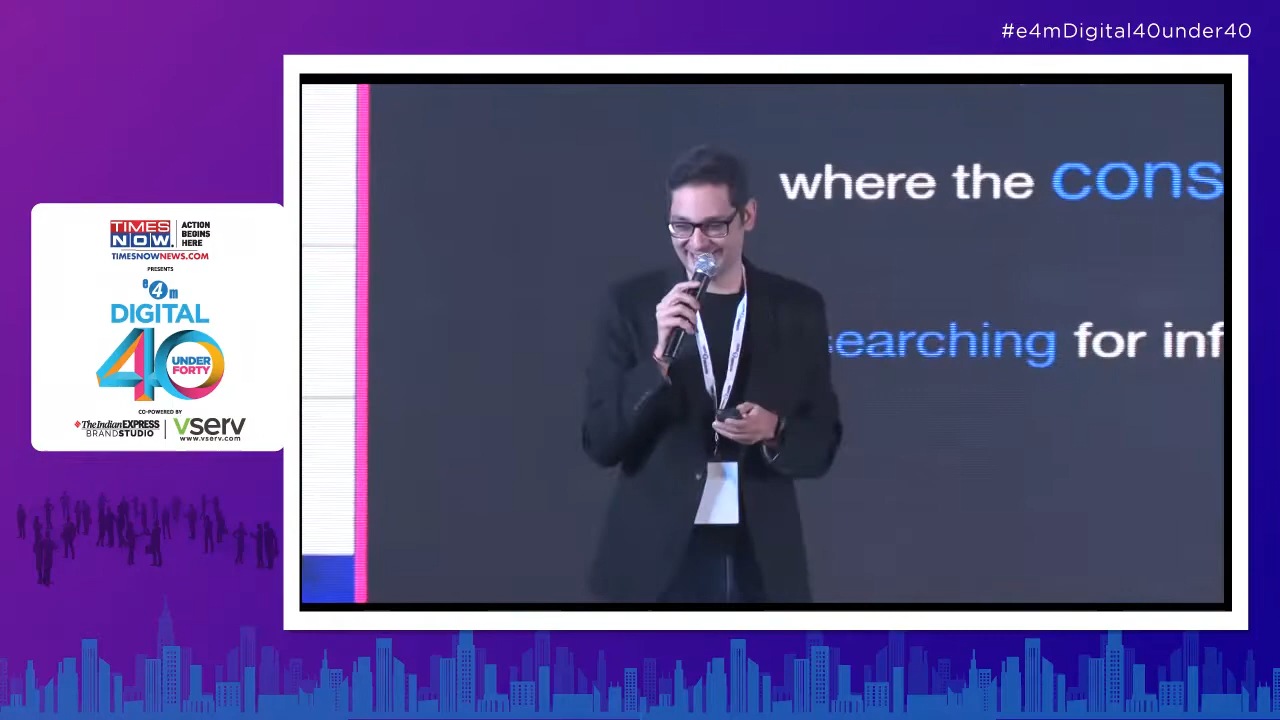 #e4mDigital40under40
where the cons
searching for inf
TIMES NOW.
ACTION
BEGINS
HERE
TIMESNOWNEWS.COM
PRESENTS
e4m
DIGITAL
40
UNDER
FORTY
CO-POWERED BY
The Indian EXPRESS
BRANDSTUDIO
vserv
www.vserv.com